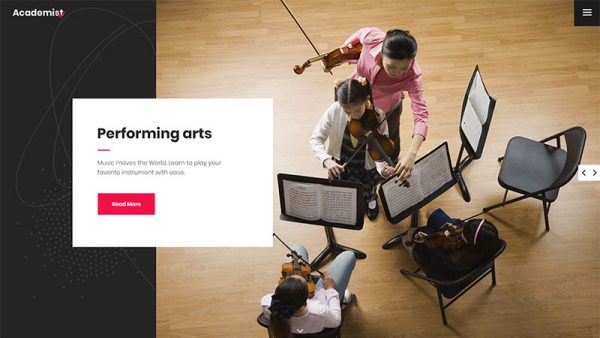 Academist
Performing arts
Music moves the World. Learn to play your
favorite instrument with ease.
Read More